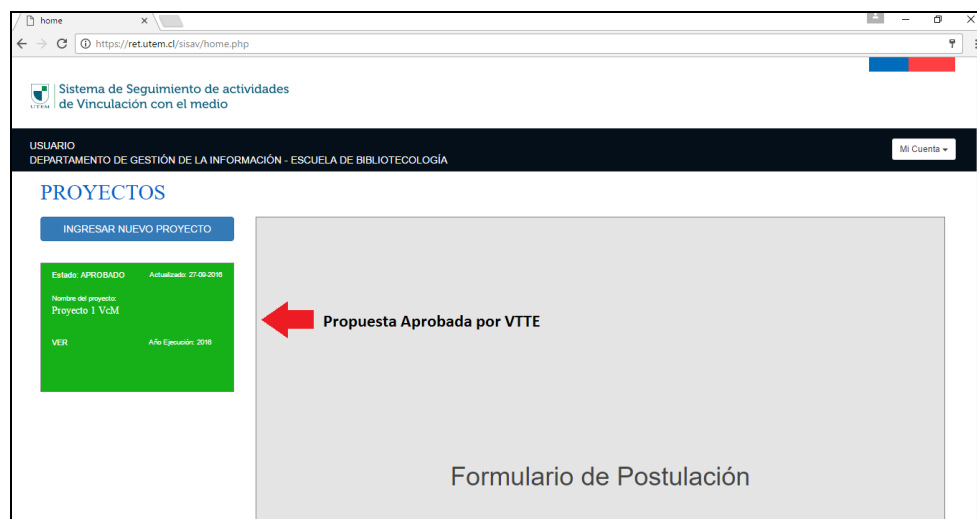 home
https://ret.utem.cl/sisav/home.php
UTEM
Sistema de Seguimiento de actividades
de Vinculación con el medio
USUARIO
DEPARTAMENTO DE GESTIÓN DE LA INFORMACIÓN - ESCUELA DE BIBLIOTECOLOGÍA
Mi Cuenta
PROYECTOS
INGRESAR NUEVO PROYECTO
Estado: APROBADO Actualizado: 27-09-2016
Nombre del proyecto:
Proyecto 1 VcM
VER Año Ejecución: 2016
Propuesta Aprobada por VTTE
Formulario de Postulación